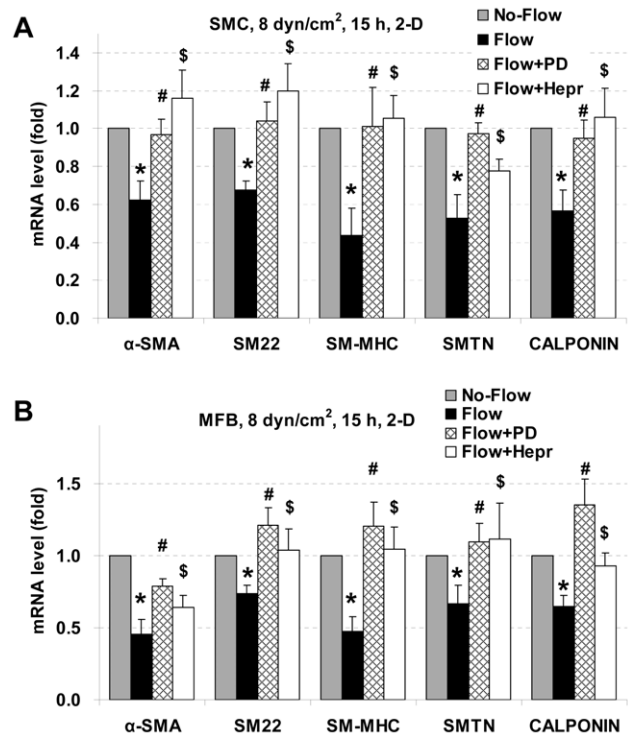 A
SMC, 8 dyn/cm², 15 h, 2-D
No-Flow
Flow
Flow+PD
Flow+Hepr
mRNA level (fold)
1.4
1.2
1.0
0.8
0.6
0.4
0.2
0.0
* # $
* # $
* # $
* # $
* # $
α-SMA SM22 SM-MHC SMTN CALPONIN
B
MFB, 8 dyn/cm², 15 h, 2-D
No-Flow
Flow
Flow+PD
Flow+Hepr
mRNA level (fold)
1.5
1.0
0.5
0.0
* # $
* # $
* # $
* # $
* # $
α-SMA SM22 SM-MHC SMTN CALPONIN